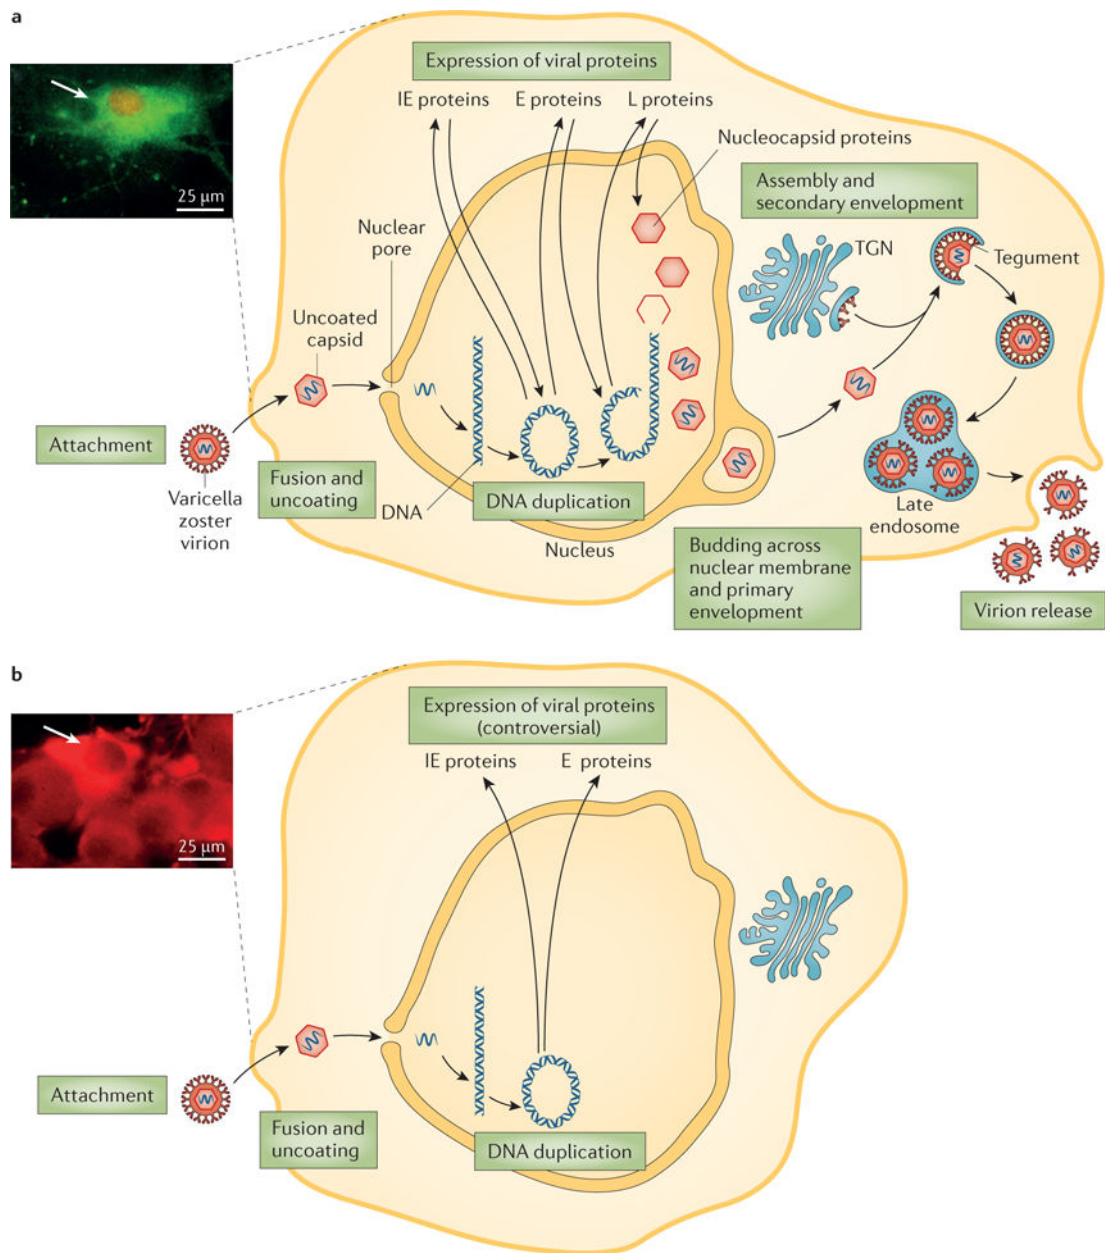 a
Expression of viral proteins
IE proteins
E proteins
L proteins
Nucleocapsid proteins
25 µm
Assembly and
secondary envelopment
Nuclear
pore
TGN
Tegument
Uncoated
capsid
Attachment
Fusion and
uncoating
Varicella
zoster
virion
DNA
DNA duplication
Nucleus
Late
endosome
Budding across
nuclear membrane
and primary
envelopment
Virion release
b
Expression of viral proteins
(controversial)
IE proteins
E proteins
25 µm
Attachment
Fusion and
uncoating
DNA duplication